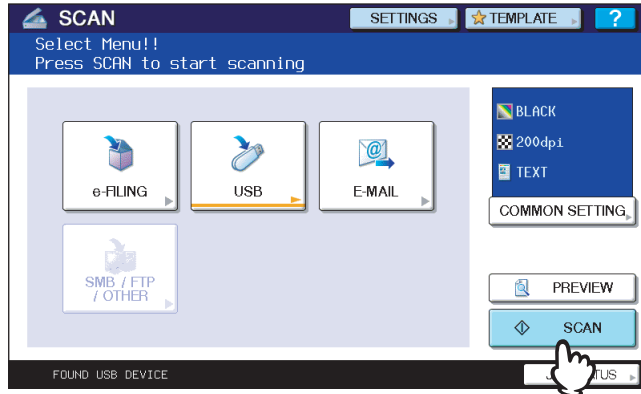 SCAN
SETTINGS
TEMPLATE
?
Select Menu!!
Press SCAN to start scanning
e-FILING
USB
@
E-MAIL
SMB / FTP
/ OTHER
BLACK
200dpi
TEXT
COMMON SETTING
PREVIEW
SCAN
FOUND USB DEVICE